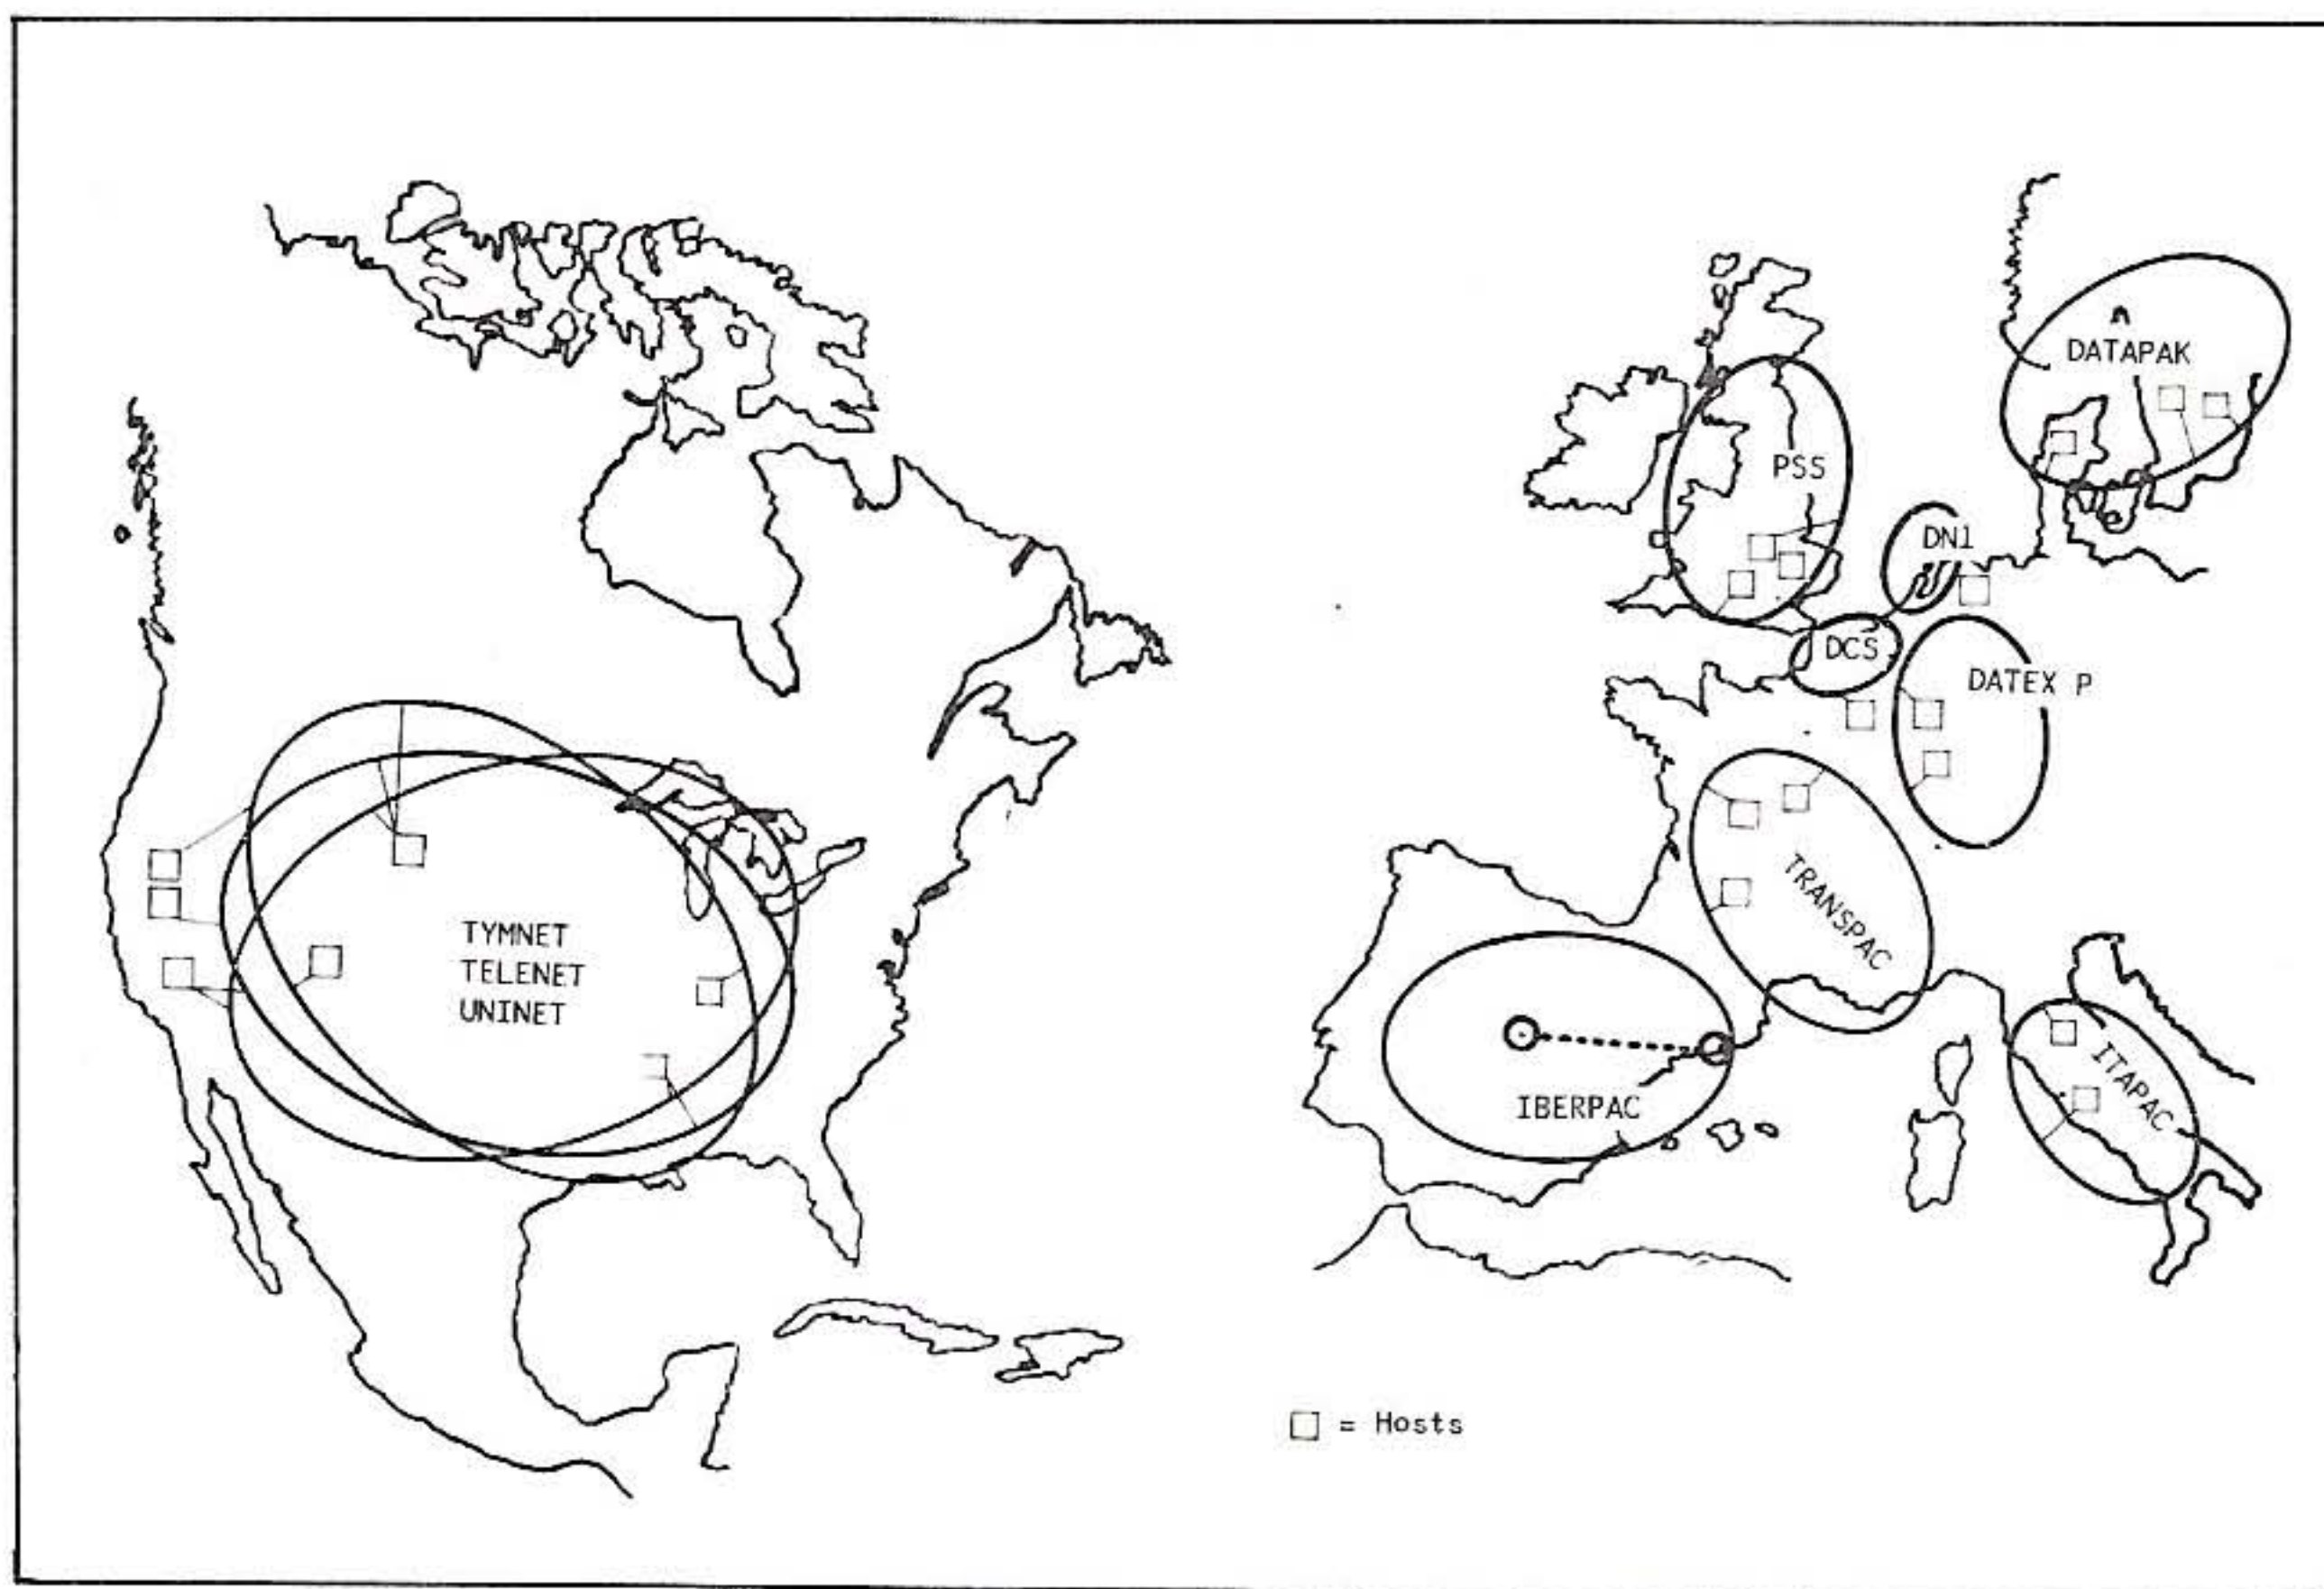 TYMNET
TELENET
UNINET
DATAPAK
PSS
DN1
DCS
DATEX P
TRANSPAC
IBERPAC
ITAPAC
□ = Hosts